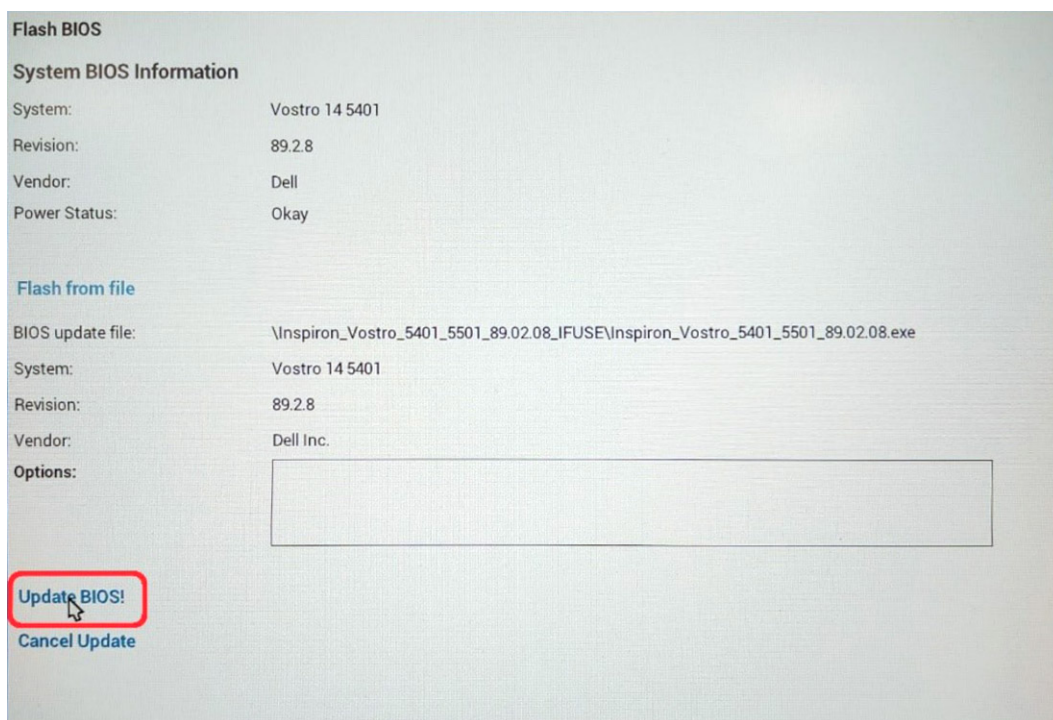 Flash BIOS
System BIOS Information
System: Vostro 14 5401
Revision: 89.2.8
Vendor: Dell
Power Status: Okay
Flash from file
BIOS update file: \Inspiron_Vostro_5401_5501_89.02.08_IFUSE\Inspiron_Vostro_5401_5501_89.02.08.exe
System: Vostro 14 5401
Revision: 89.2.8
Vendor: Dell Inc.
Options:
Update BIOS!
Cancel Update